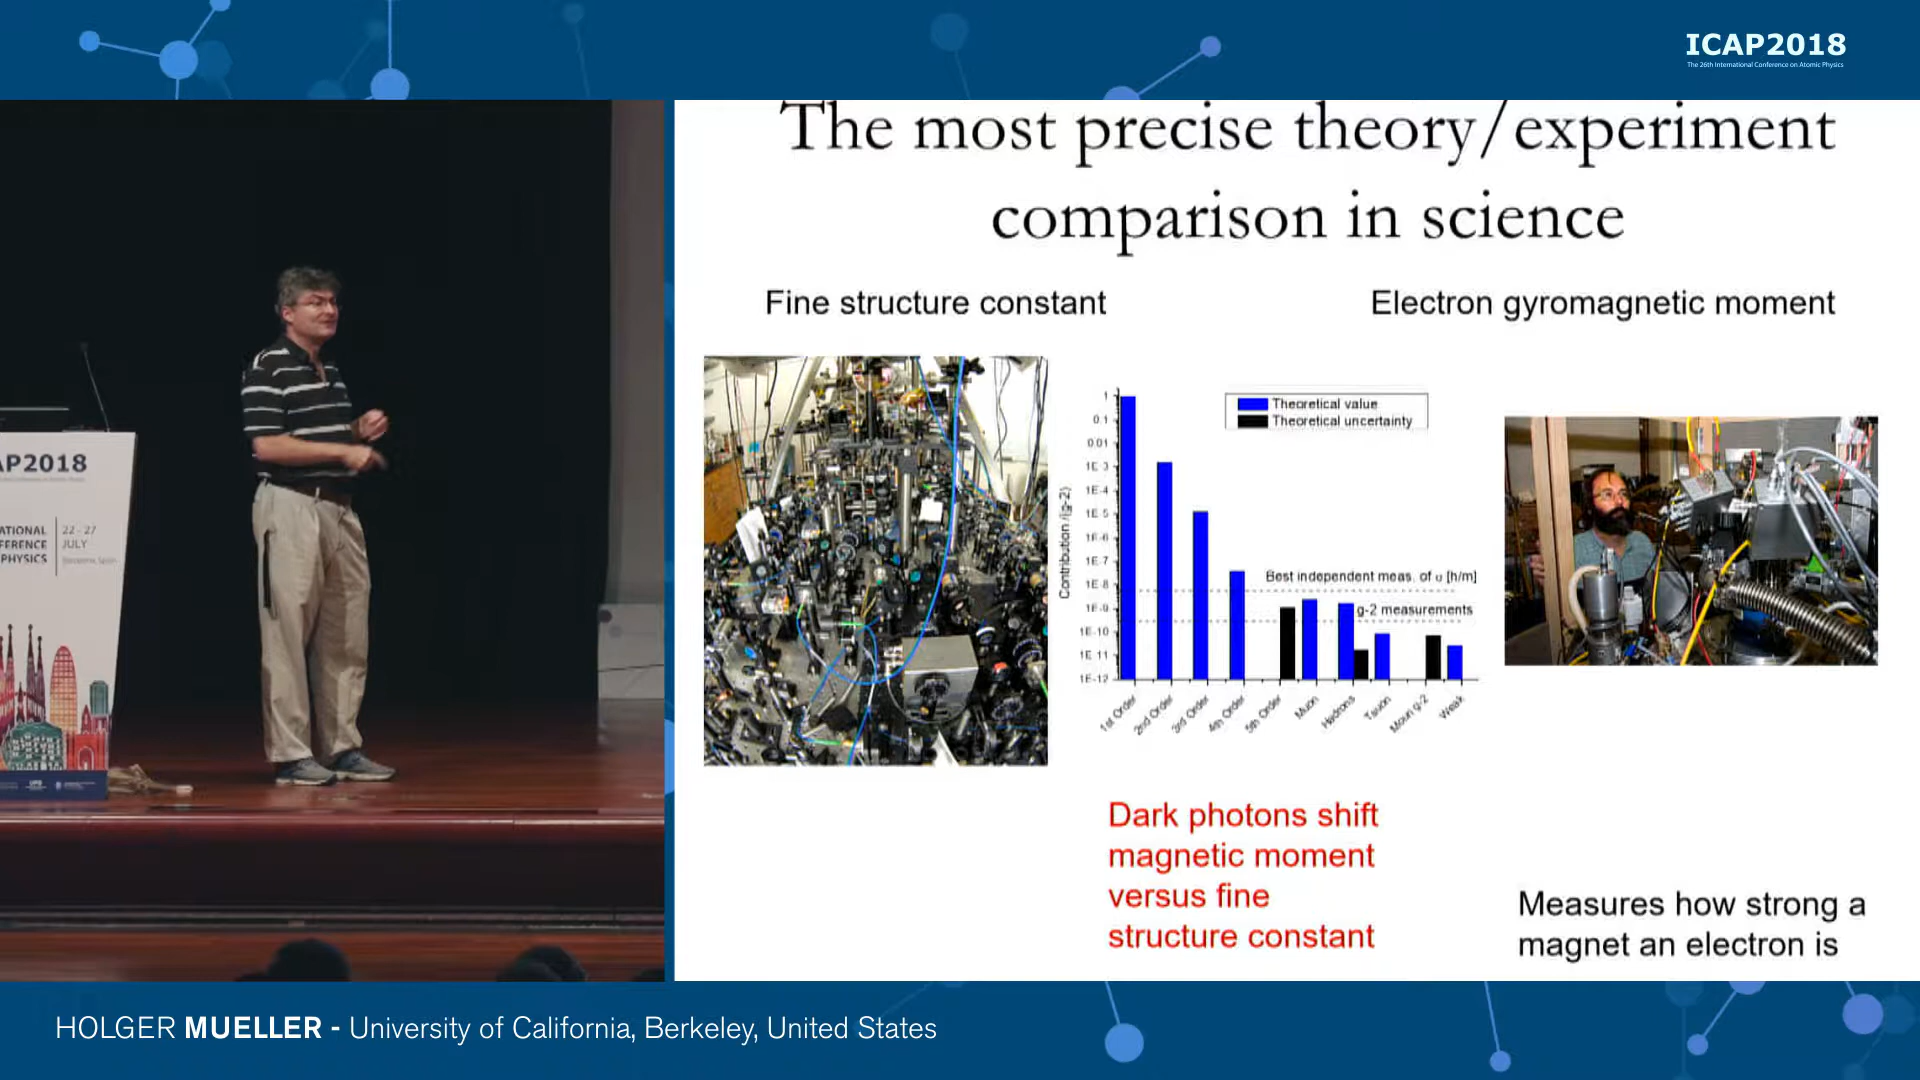 ICAP2018
The 26th International Conference on Atomic Physics
AP2018
ATIONAL
FERENCE
PHYSICS
22 - 27
JULY
The most precise theory/experiment
comparison in science
Fine structure constant
Electron gyromagnetic moment
Theoretical value
Theoretical uncertainty
Contribution /(g-2)
1
0.1
0.01
1E 3
1E-4
1E 5
1E-6
1E-7
1E-8
1E-9
1E-10
1E 11
1E-12
Best independent meas. of α [h/m]
g-2 measurements
1st Order
2nd Order
3rd Order
4th Order
5th Order
Muon
Hadrons
Tauon
Moun g-2
Weak
Dark photons shift
magnetic moment
versus fine
structure constant
Measures how strong a
magnet an electron is
HOLGER MUELLER - University of California, Berkeley, United States